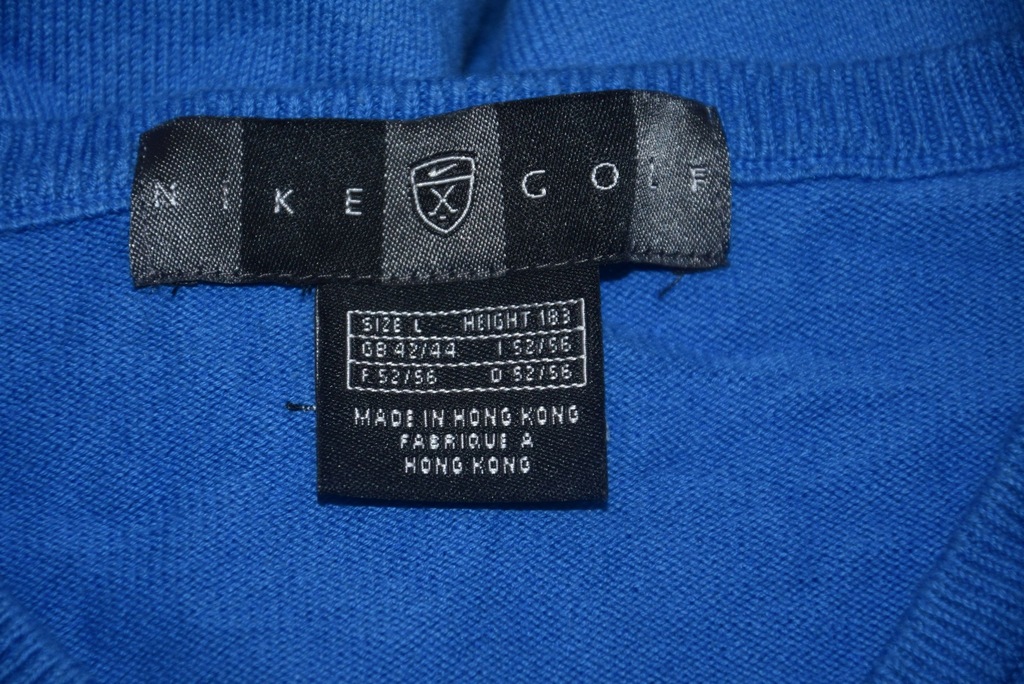 NIKE GOLF
SIZE L HEIGHT 183
GB 42/44 I 52/56
F 52/56 D 52/56
MADE IN HONG KONG
FABRIQUE A
HONG KONG